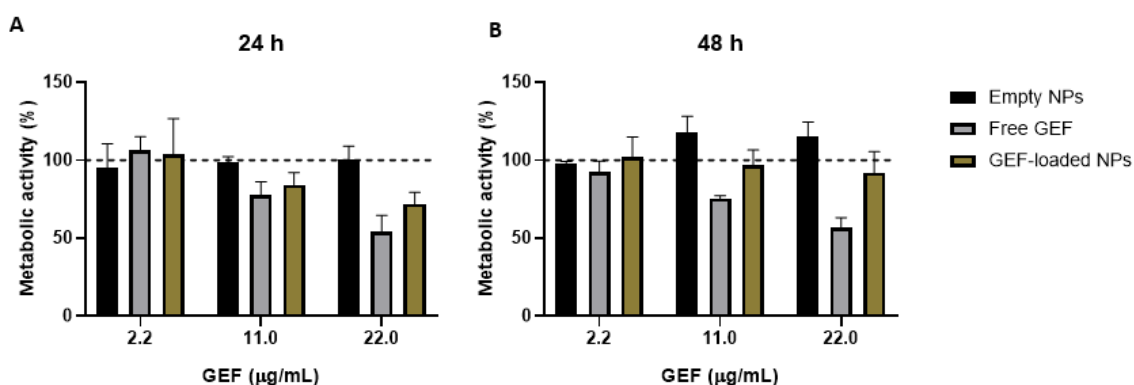 A
24 h
Metabolic activity (%)
150
100
50
0
2.2
11.0
22.0
GEF (µg/mL)
B
48 h
Metabolic activity (%)
150
100
50
0
2.2
11.0
22.0
GEF (µg/mL)
Empty NPs
Free GEF
GEF-loaded NPs